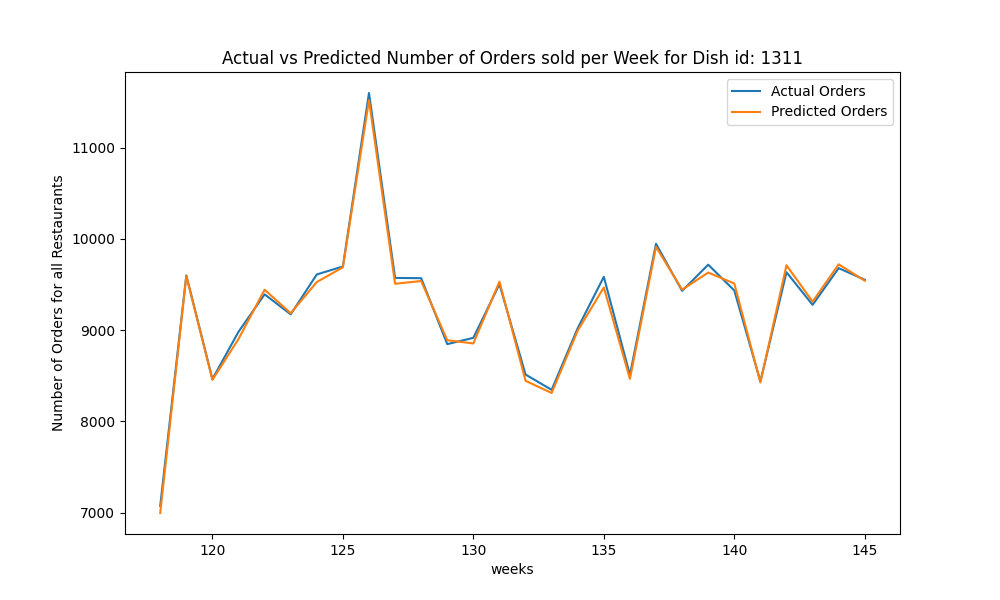 Actual vs Predicted Number of Orders sold per Week for Dish id: 1311
Actual Orders
Predicted Orders
Number of Orders for all Restaurants
11000
10000
9000
8000
7000
120 125 130 135 140 145
weeks